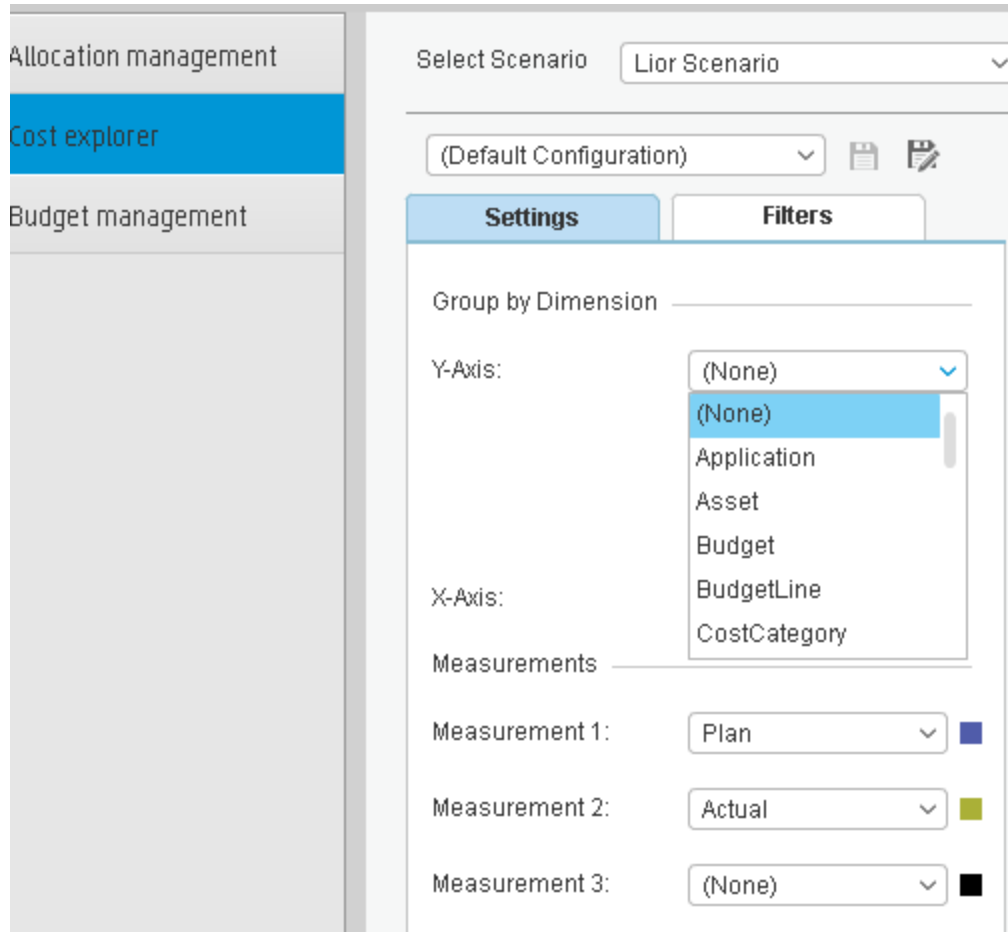 Allocation management
Cost explorer
Budget management
Select Scenario Lior Scenario
(Default Configuration)
Settings Filters
Group by Dimension
Y-Axis: (None)
(None)
Application
Asset
Budget
BudgetLine
CostCategory
X-Axis:
Measurements
Measurement 1: Plan
Measurement 2: Actual
Measurement 3: (None)